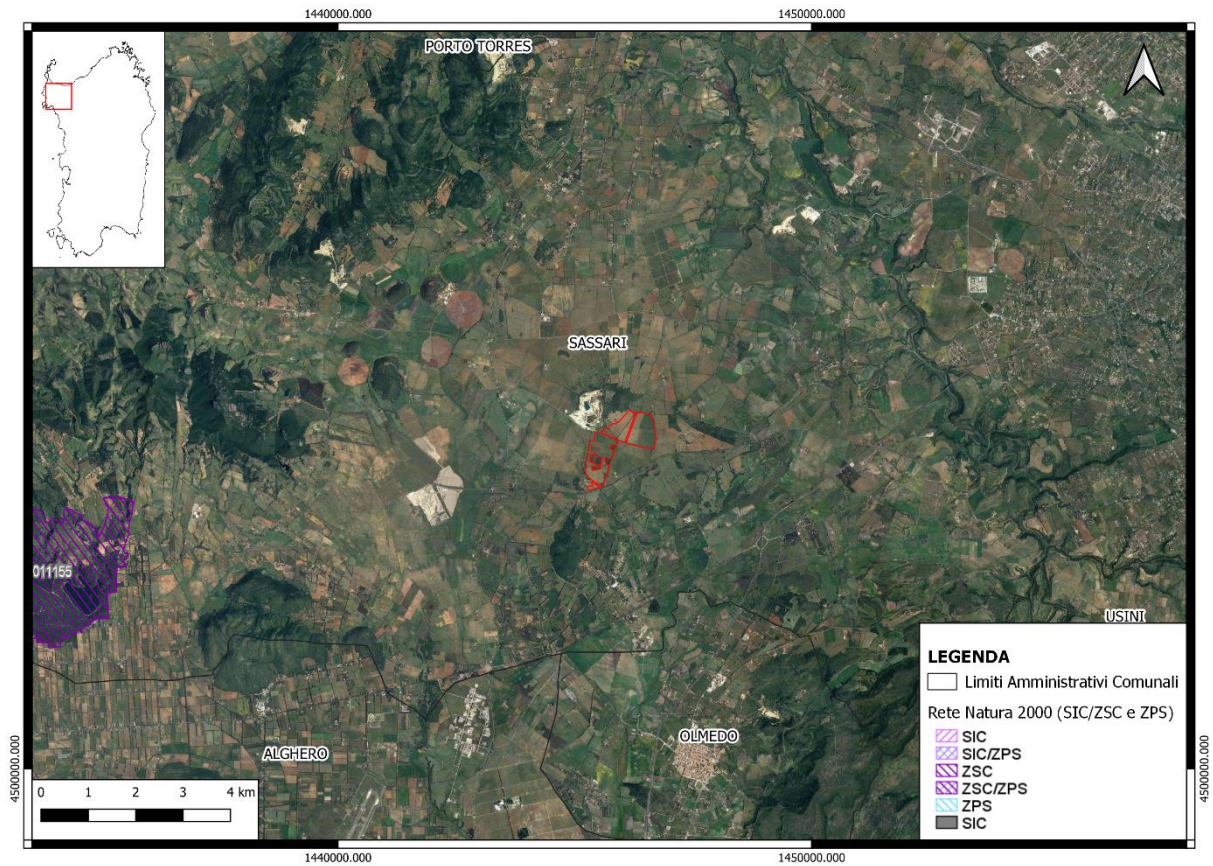 1440000.000
1450000.000
PORTO TORRES
SASSARI
011155
USINI
ALGHERO
OLMEDO
LEGENDA
Limiti Amministrativi Comunali
Rete Natura 2000 (SIC/ZSC e ZPS)
SIC
SIC/ZPS
ZSC
ZSC/ZPS
ZPS
SIC
0 1 2 3 4 km
4500000.000
4500000.000
1440000.000
1450000.000